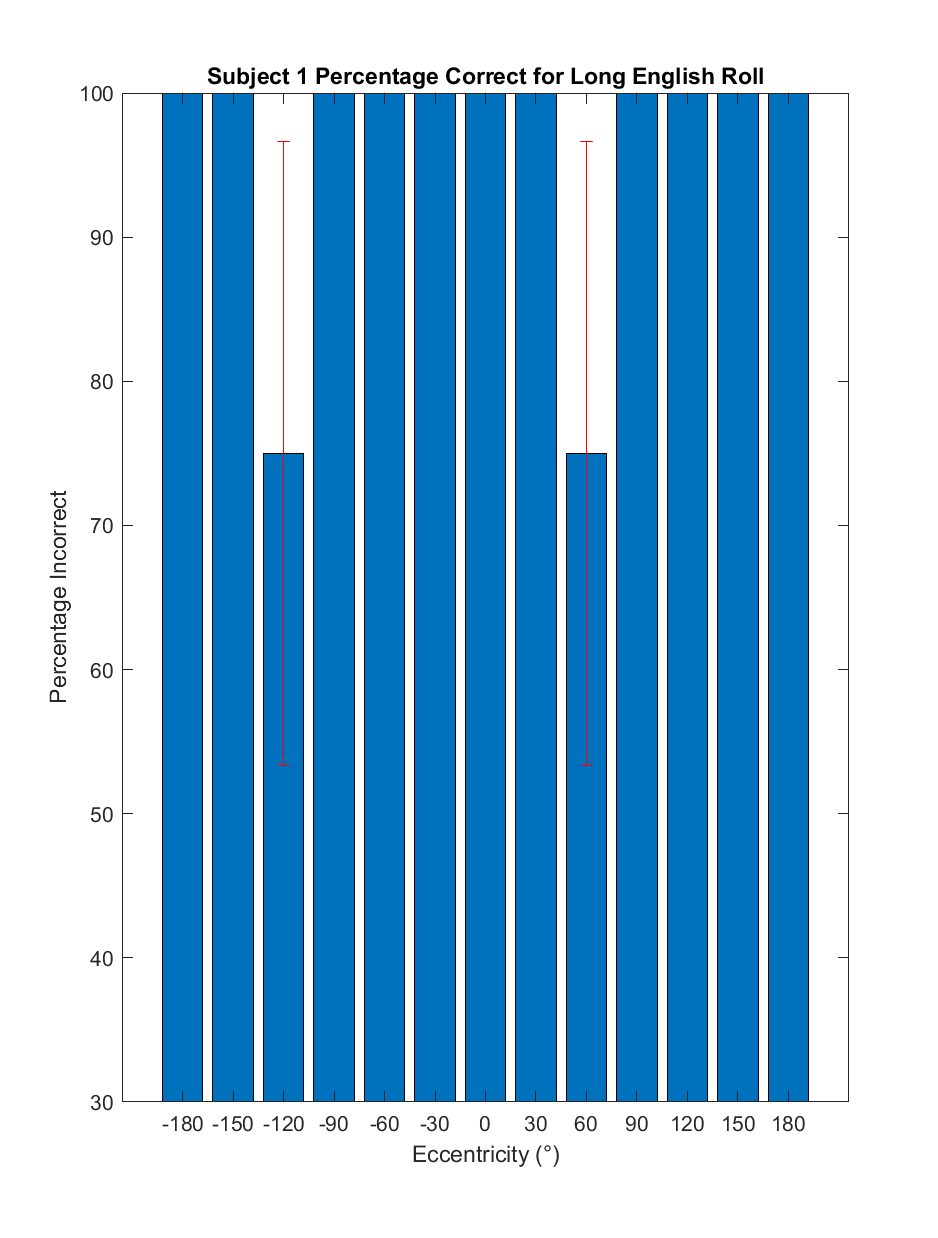 Subject 1 Percentage Correct for Long English Roll
100
90
80
70
60
50
40
30
Percentage Incorrect
-180 -150 -120 -90 -60 -30 0 30 60 90 120 150 180
Eccentricity (°)